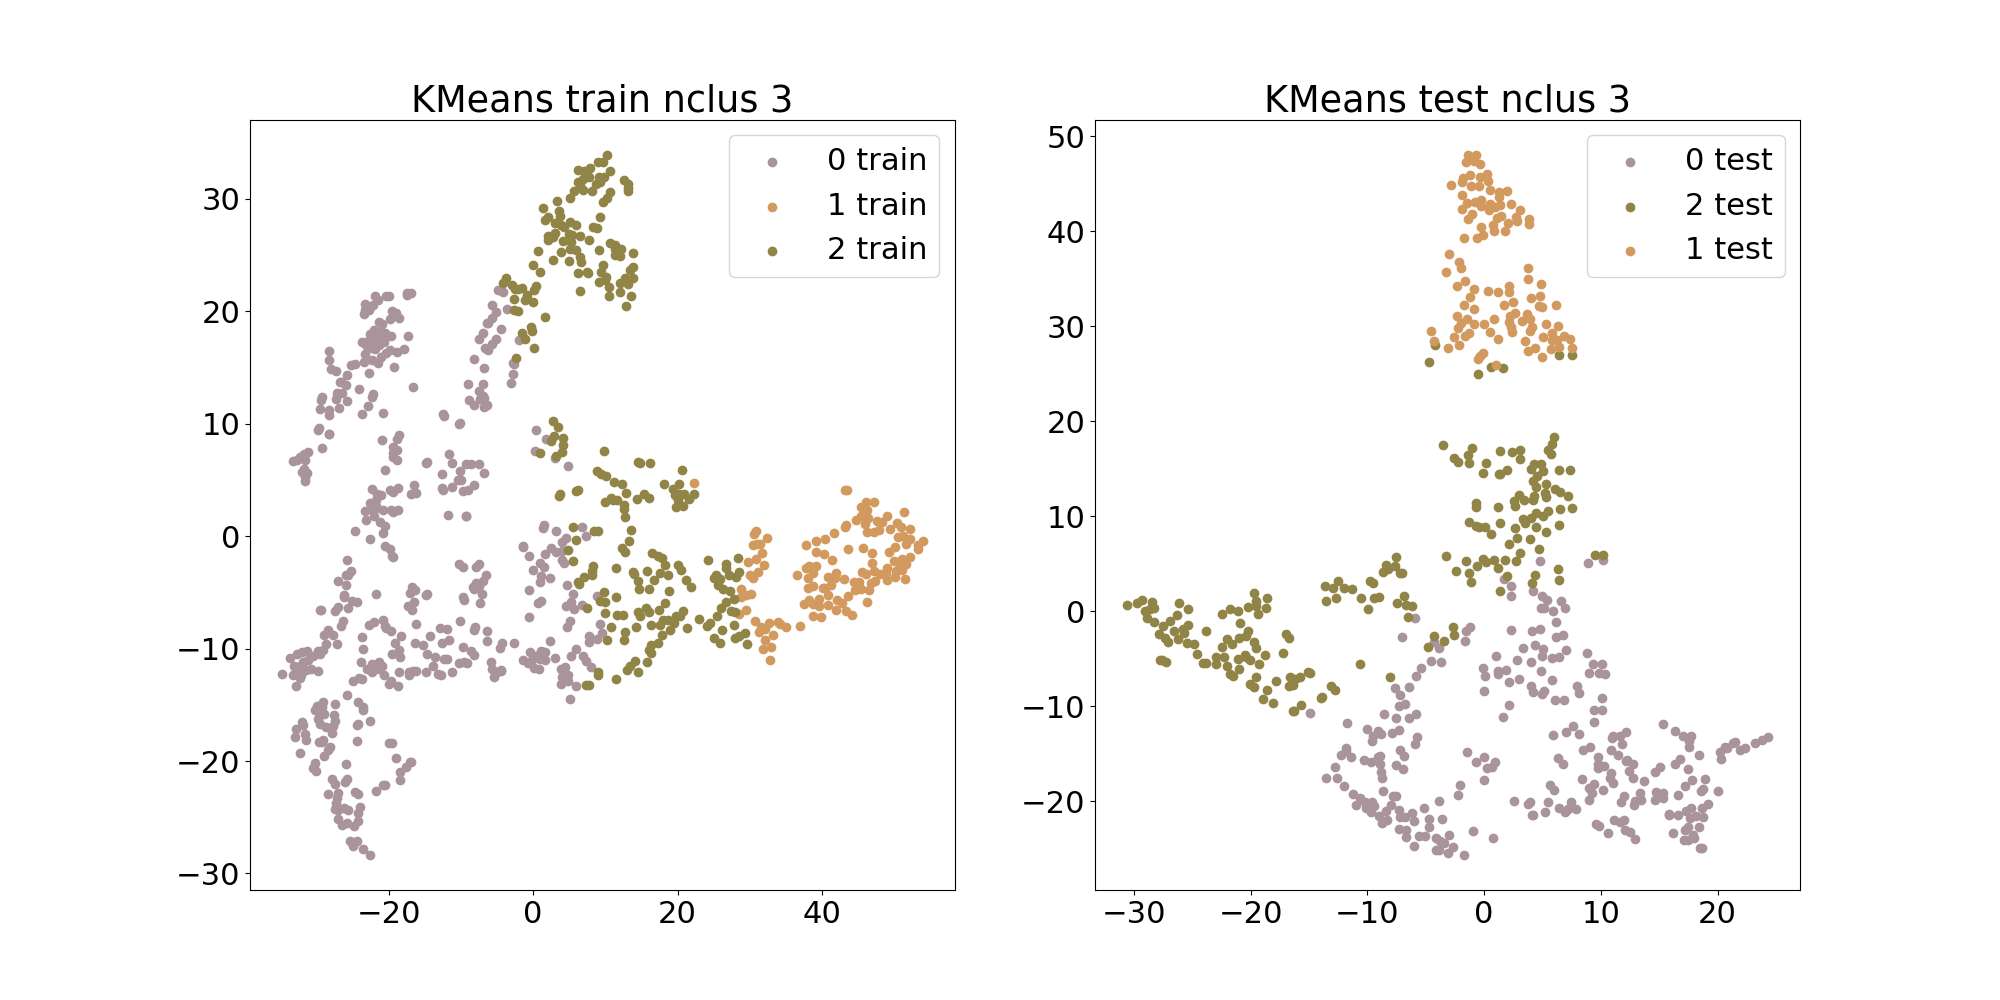 KMeans train nclus 3
0 train
1 train
2 train
30
20
10
0
−10
−20
−30
−20 0 20 40
KMeans test nclus 3
0 test
2 test
1 test
50
40
30
20
10
0
−10
−20
−30 −20 −10 0 10 20